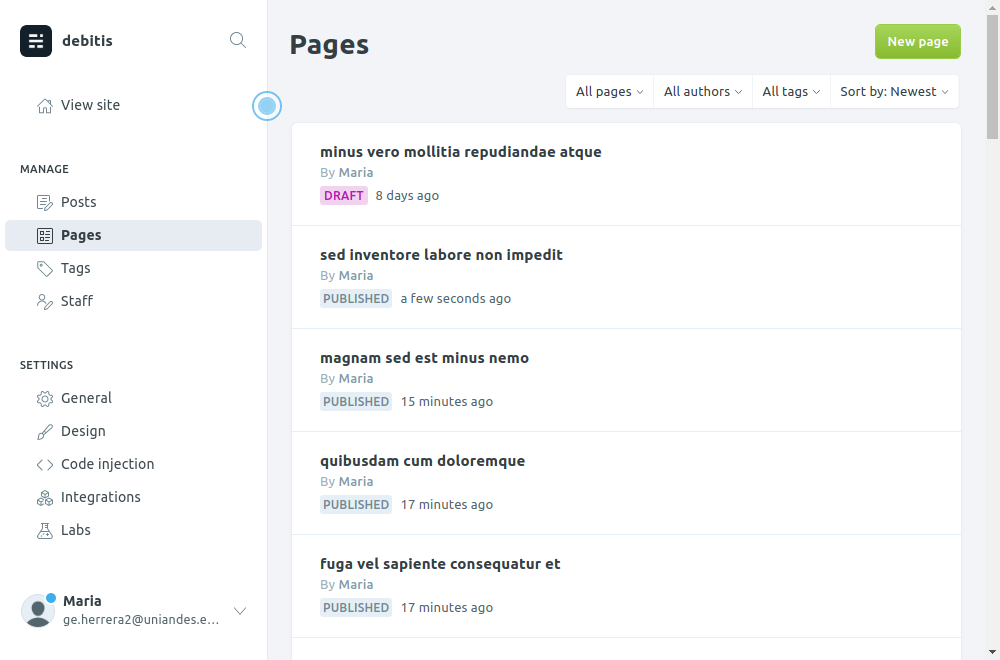 debitis
View site
MANAGE
Posts
Pages
Tags
Staff
SETTINGS
General
Design
Code injection
Integrations
Labs
Maria
ge.herrera2@uniandes.e...
Pages
New page
All pages
All authors
All tags
Sort by: Newest
minus vero mollitia repudiandae atque
By Maria
DRAFT 8 days ago
sed inventore labore non impedit
By Maria
PUBLISHED a few seconds ago
magnam sed est minus nemo
By Maria
PUBLISHED 15 minutes ago
quibusdam cum doloremque
By Maria
PUBLISHED 17 minutes ago
fuga vel sapiente consequatur et
By Maria
PUBLISHED 17 minutes ago